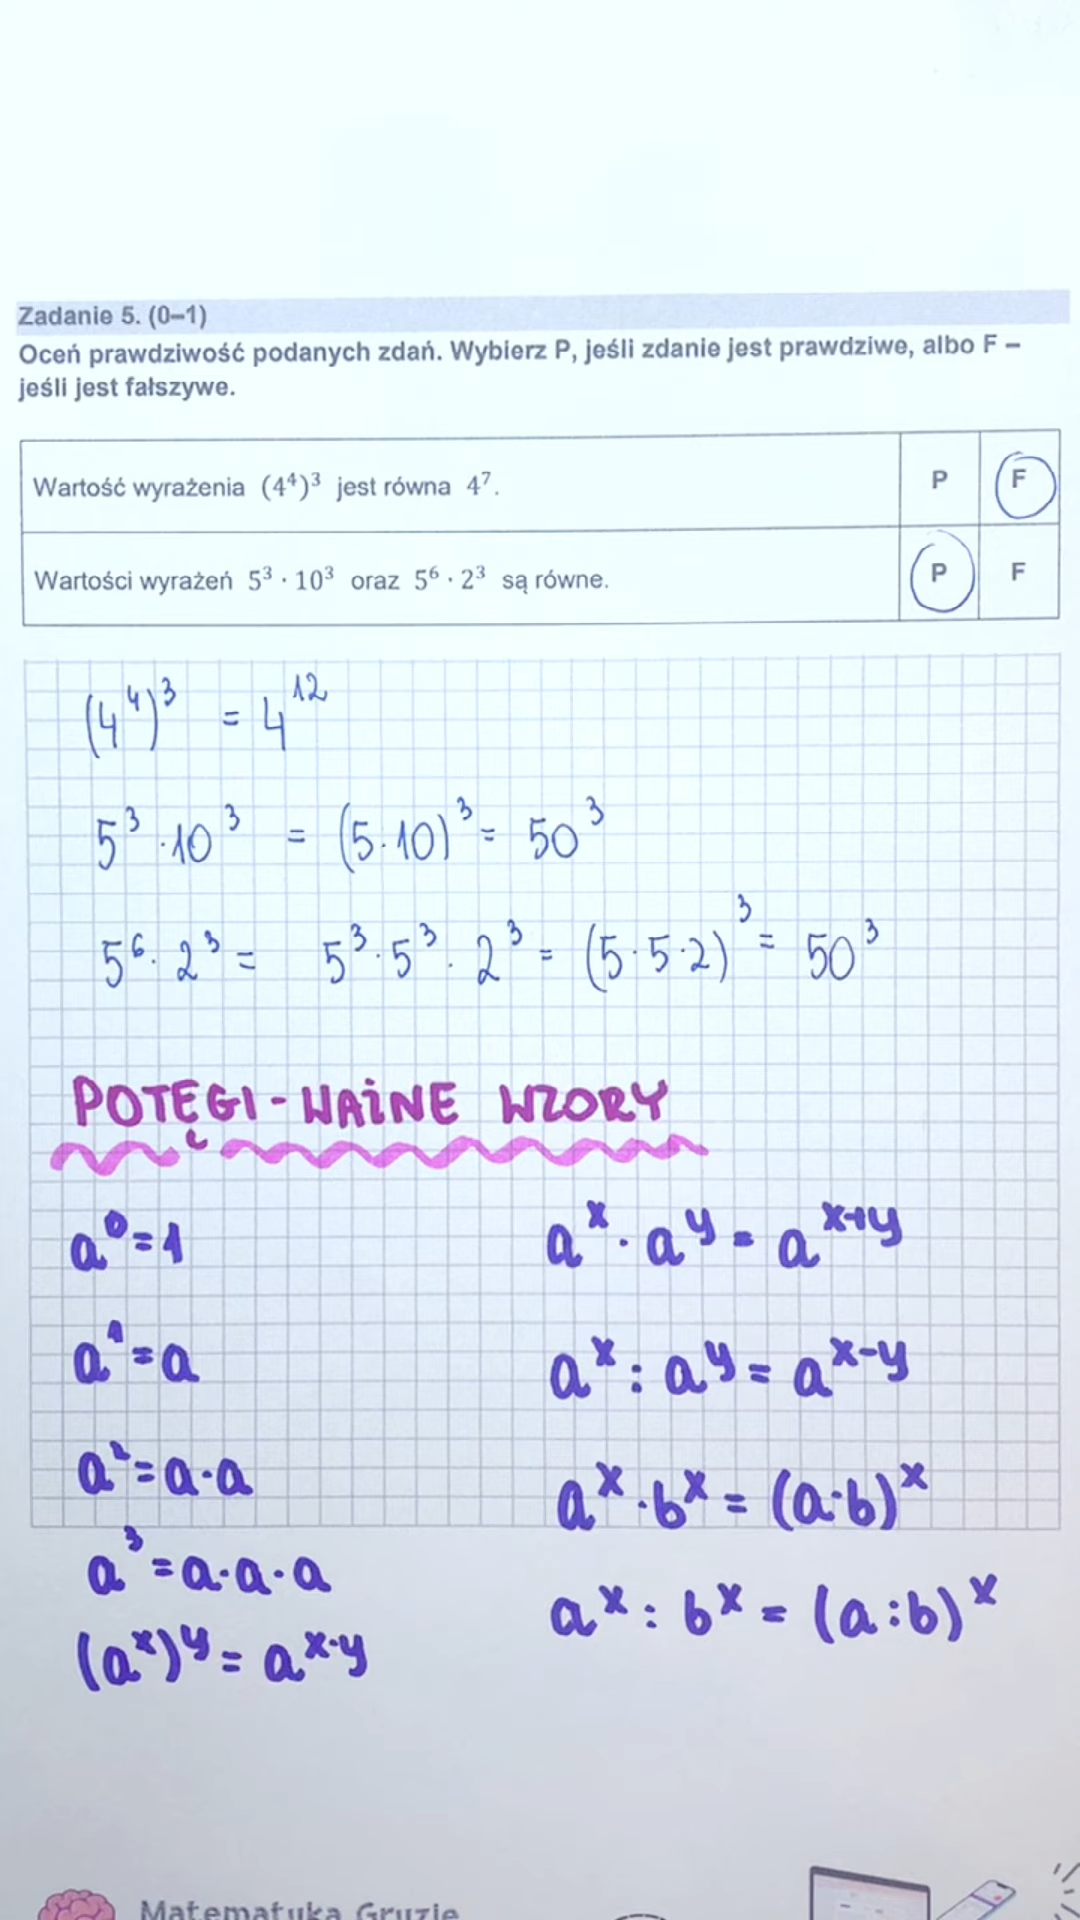 Zadanie 5. (0–1)
Oceń prawdziwość podanych zdań. Wybierz P, jeśli zdanie jest prawdziwe, albo F –
jeśli jest fałszywe.
Wartość wyrażenia (4⁴)³ jest równa 4⁷. P F
Wartości wyrażeń 5³ · 10³ oraz 5⁶ · 2³ są równe. P F
(4⁴)³ = 4¹²
5³ · 10³ = (5 · 10)³ = 50³
5⁶ · 2³ = 5³ · 5³ · 2³ = (5 · 5 · 2)³ = 50³
POTĘGI - WAŻNE WZORY
a⁰ = 1
a¹ = a
a² = a · a
a³ = a · a · a
(aˣ)ʸ = aˣ·ʸ
aˣ · aʸ = aˣ⁺ʸ
aˣ : aʸ = aˣ⁻ʸ
aˣ · bˣ = (a · b)ˣ
aˣ : bˣ = (a : b)ˣ
Matematyka Gryzie